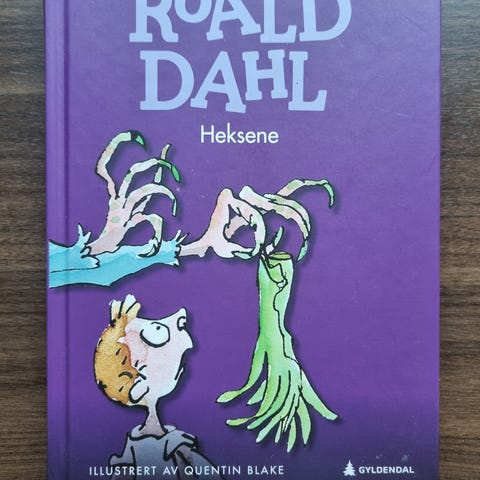 ROALD
DAHL
Heksene
ILLUSTRERT AV QUENTIN BLAKE
GYLDENDAL